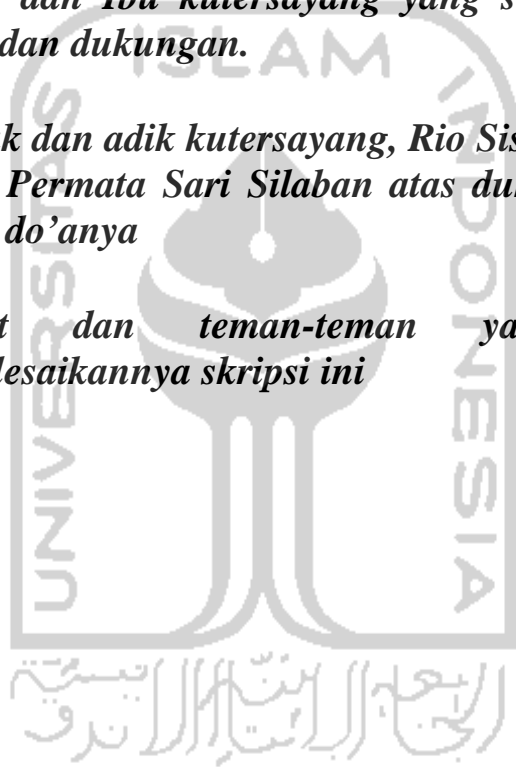 dan Ibu kutersayang yang s
dan dukungan.
ISLAM
k dan adik kutersayang, Rio Sis
Permata Sari Silaban atas du
do’anya
t dan teman-teman ya
lesaikannya skripsi ini
UNIVERSITAS
INDONESIA